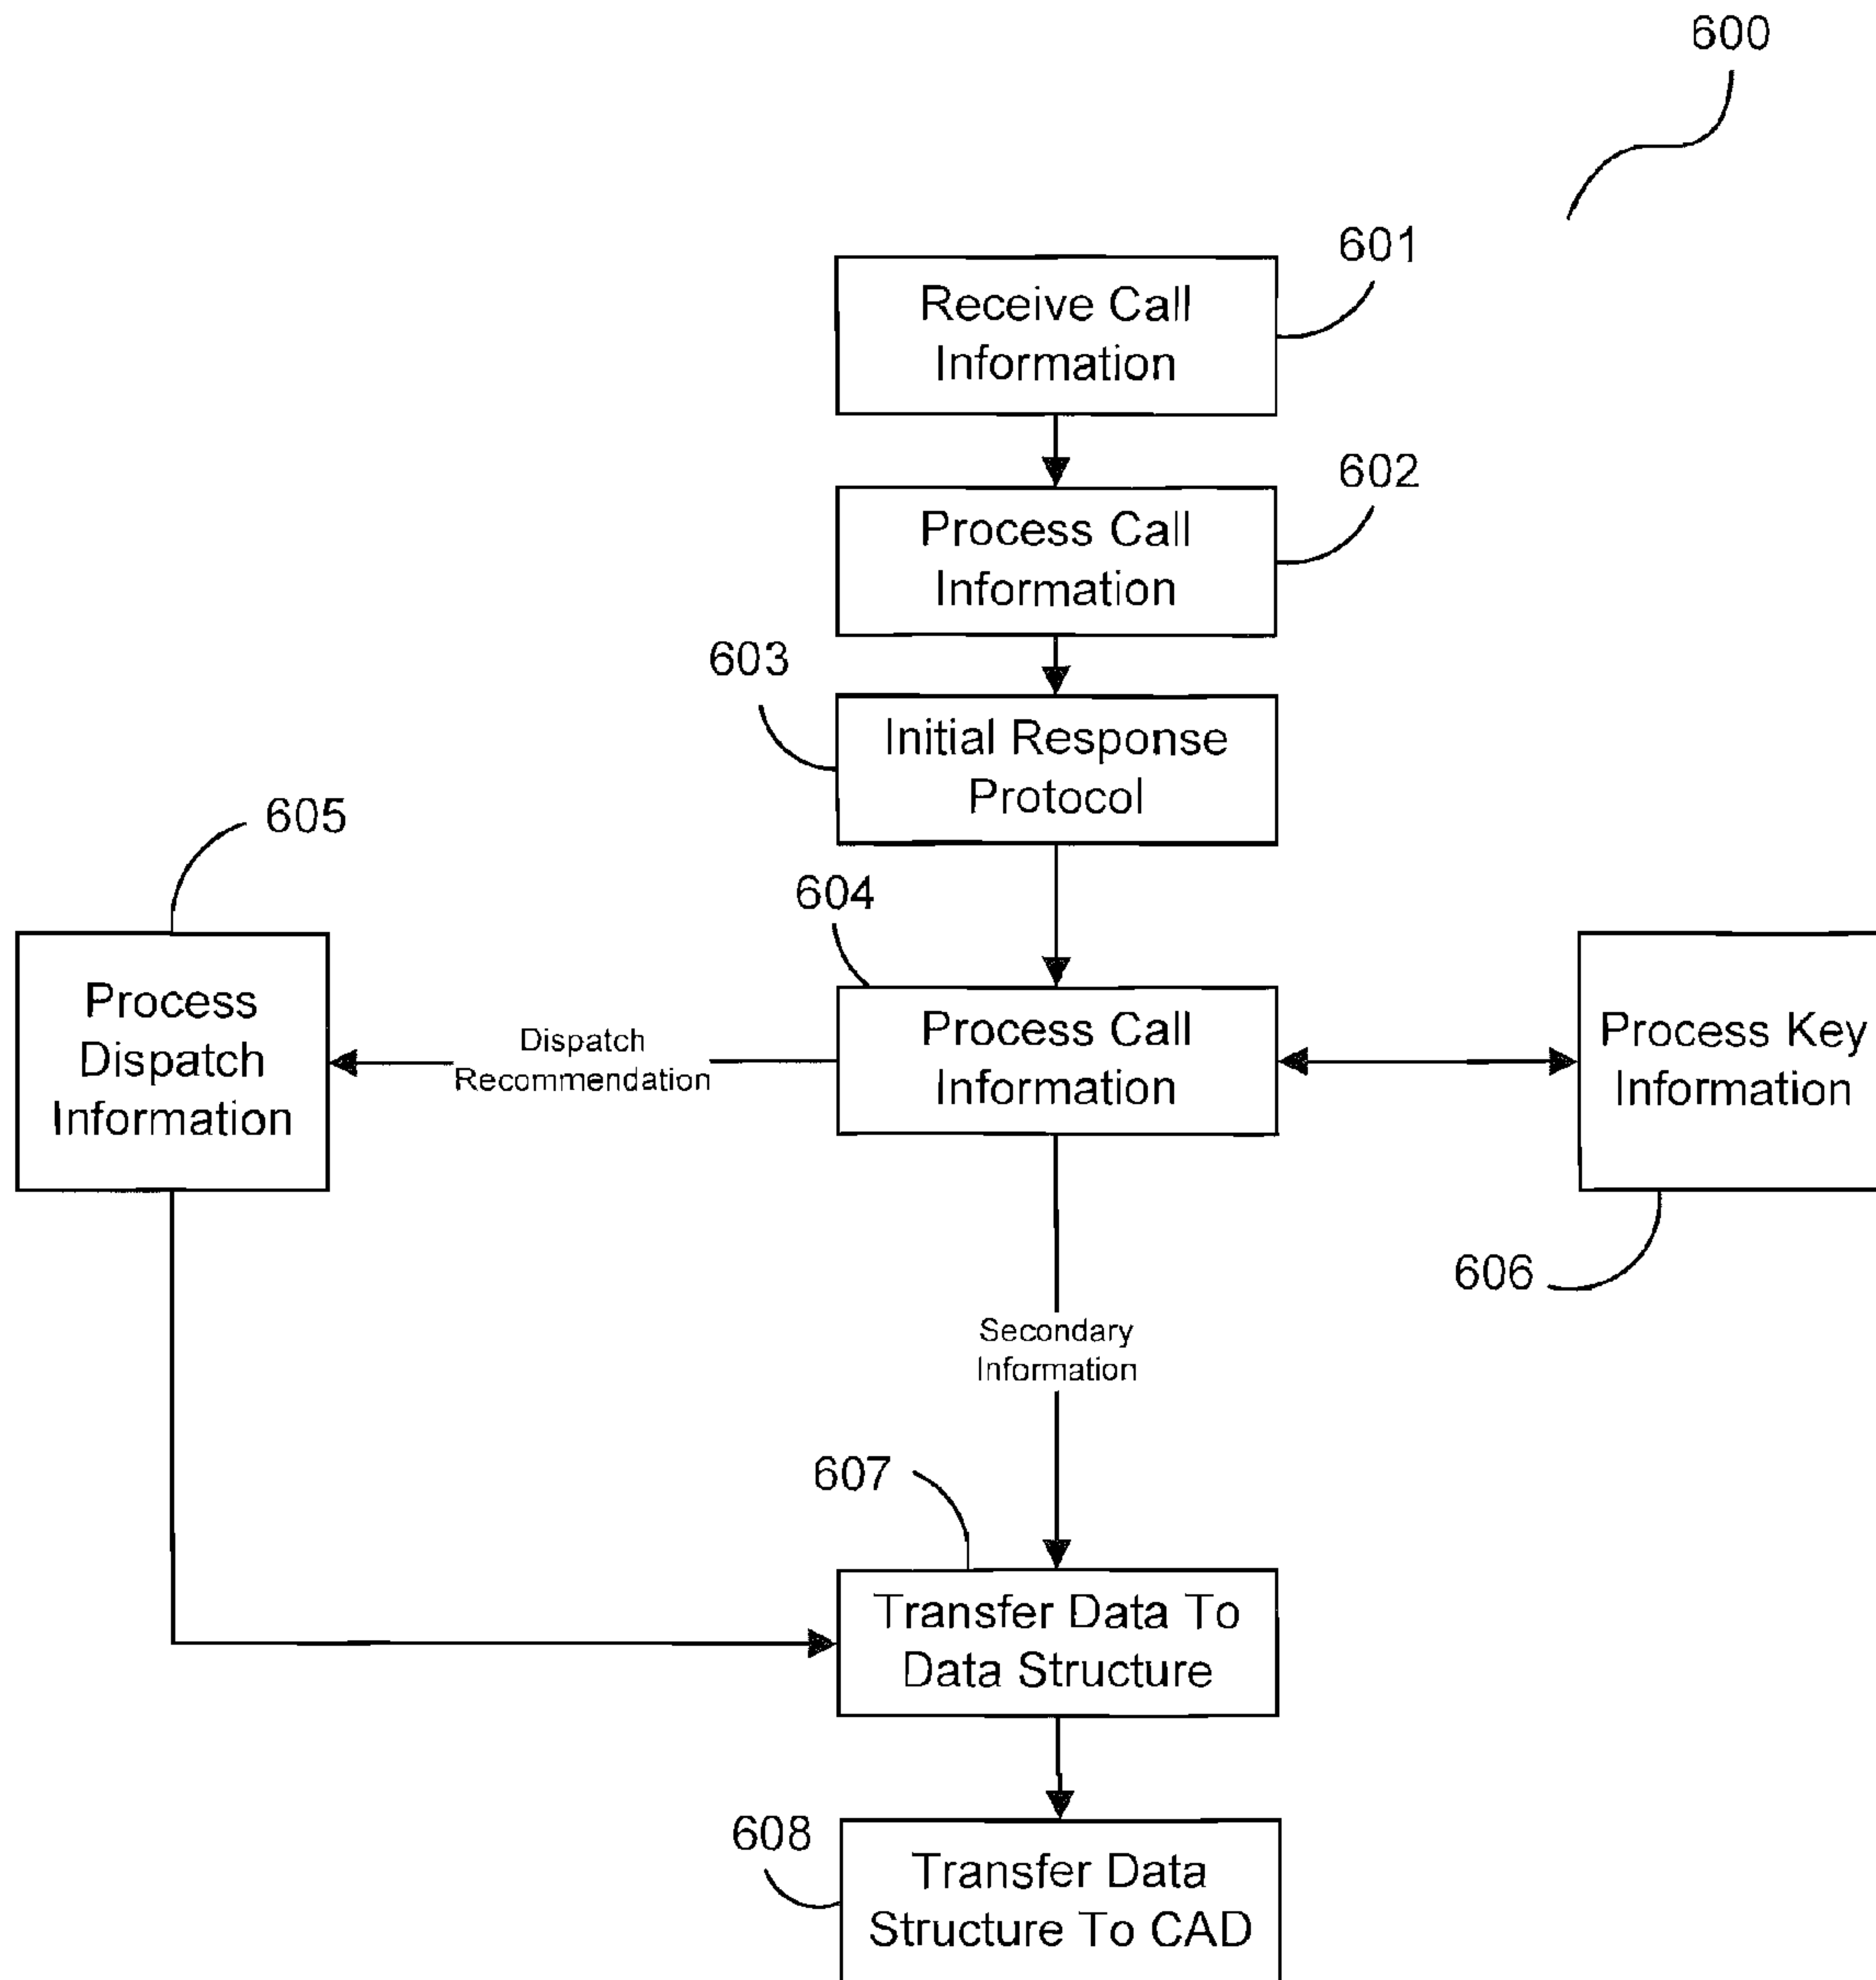 600
601
Receive Call
Information
602
Process Call
Information
603
Initial Response
Protocol
605
604
Process
Dispatch
Information
Dispatch
Recommendation
Process Call
Information
Process Key
Information
606
Secondary
Information
607
Transfer Data To
Data Structure
608
Transfer Data
Structure To CAD